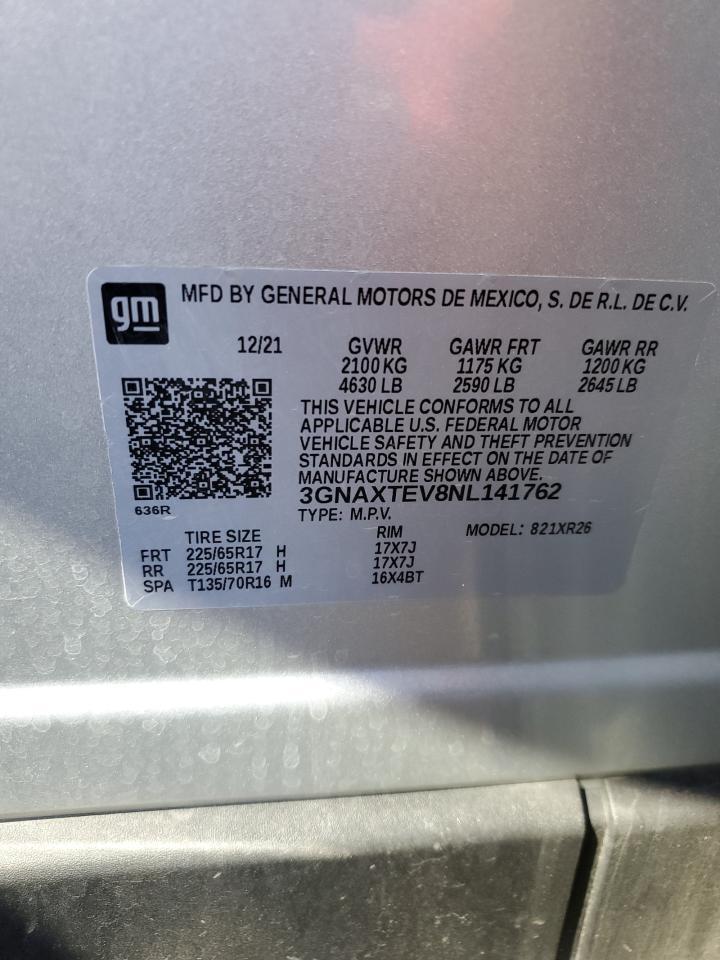 gm
MFD BY GENERAL MOTORS DE MEXICO, S. DE R.L. DE C.V.
12/21 GVWR GAWR FRT GAWR RR
2100 KG 1175 KG 1200 KG
4630 LB 2590 LB 2645 LB
THIS VEHICLE CONFORMS TO ALL
APPLICABLE U.S. FEDERAL MOTOR
VEHICLE SAFETY AND THEFT PREVENTION
STANDARDS IN EFFECT ON THE DATE OF
MANUFACTURE SHOWN ABOVE.
3GNAXTEV8NL141762
636R
TYPE: M.P.V. MODEL: 821XR26
TIRE SIZE RIM
FRT 225/65R17 H 17X7J
RR 225/65R17 H 17X7J
SPA T135/70R16 M 16X4BT